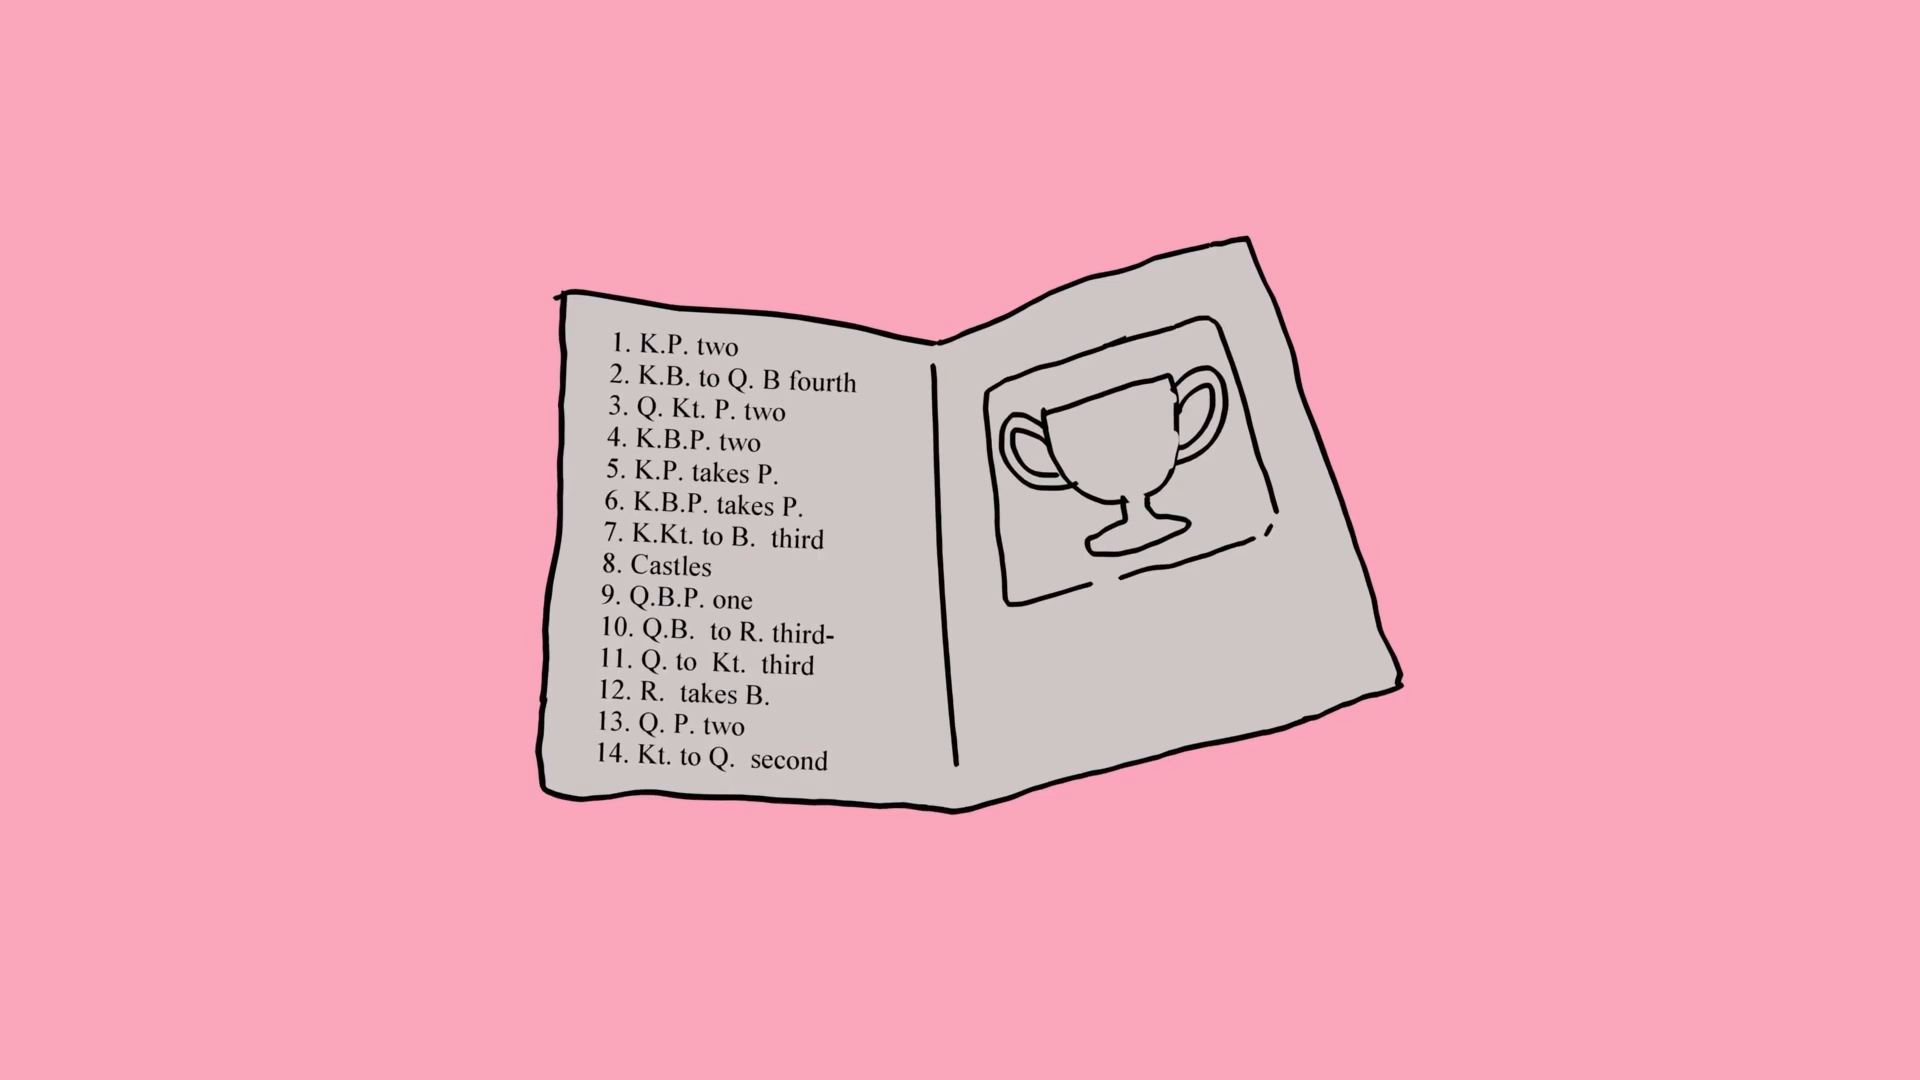 1. K.P. two
2. K.B. to Q. B fourth
3. Q. Kt. P. two
4. K.B.P. two
5. K.P. takes P.
6. K.B.P. takes P.
7. K.Kt. to B. third
8. Castles
9. Q.B.P. one
10. Q.B. to R. third-
11. Q. to Kt. third
12. R. takes B.
13. Q. P. two
14. Kt. to Q. second